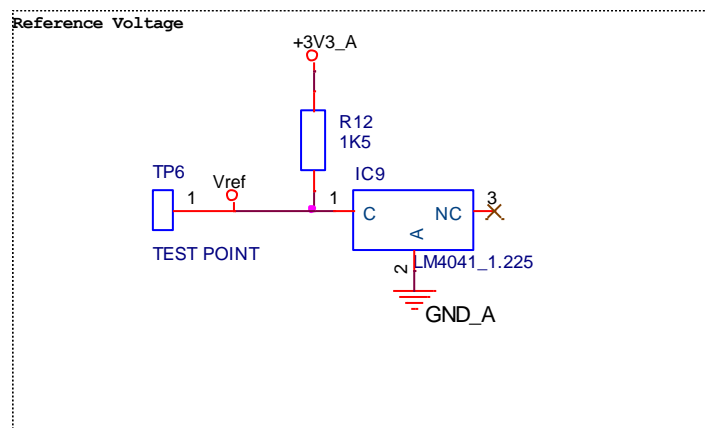 Reference Voltage
+3V3_A
R12
1K5
TP6
IC9
1
Vref
1
3
C
NC
A
TEST POINT
2
LM4041_1.225
GND_A